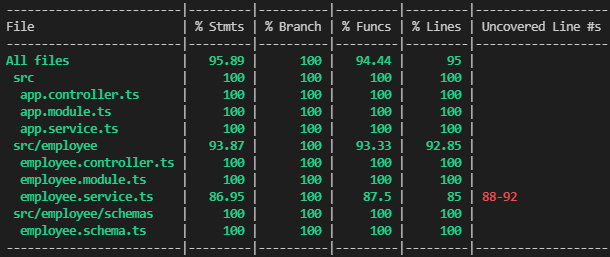 ---------------------------|---------|----------|---------|---------|-------------------
File                       | % Stmts | % Branch | % Funcs | % Lines | Uncovered Line #s
---------------------------|---------|----------|---------|---------|-------------------
All files                  |   95.89 |      100 |   94.44 |      95 |
 src                       |     100 |      100 |     100 |     100 |
  app.controller.ts        |     100 |      100 |     100 |     100 |
  app.module.ts            |     100 |      100 |     100 |     100 |
  app.service.ts           |     100 |      100 |     100 |     100 |
 src/employee              |   93.87 |      100 |   93.33 |   92.85 |
  employee.controller.ts   |     100 |      100 |     100 |     100 |
  employee.module.ts       |     100 |      100 |     100 |     100 |
  employee.service.ts      |   86.95 |      100 |    87.5 |      85 | 88-92
 src/employee/schemas      |     100 |      100 |     100 |     100 |
  employee.schema.ts       |     100 |      100 |     100 |     100 |
---------------------------|---------|----------|---------|---------|-------------------